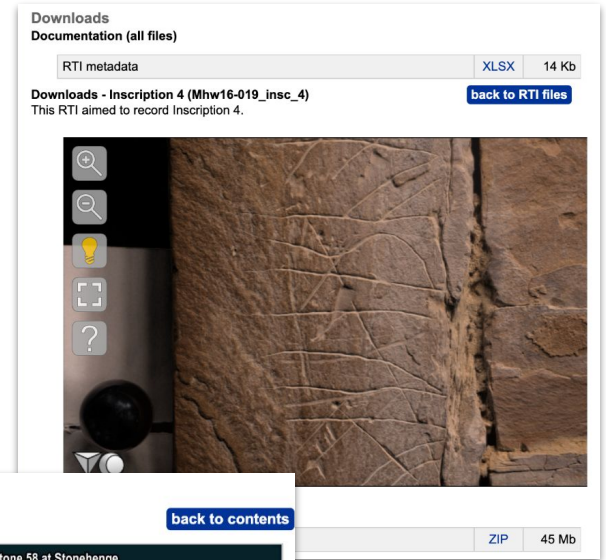 Downloads
Documentation (all files)
RTI metadata XLSX 14 Kb
Downloads - Inscription 4 (Mhw16-019_insc_4) back to RTI files
This RTI aimed to record Inscription 4.
?
back to contents
tone 58 at Stonehenge
ZIP 45 Mb